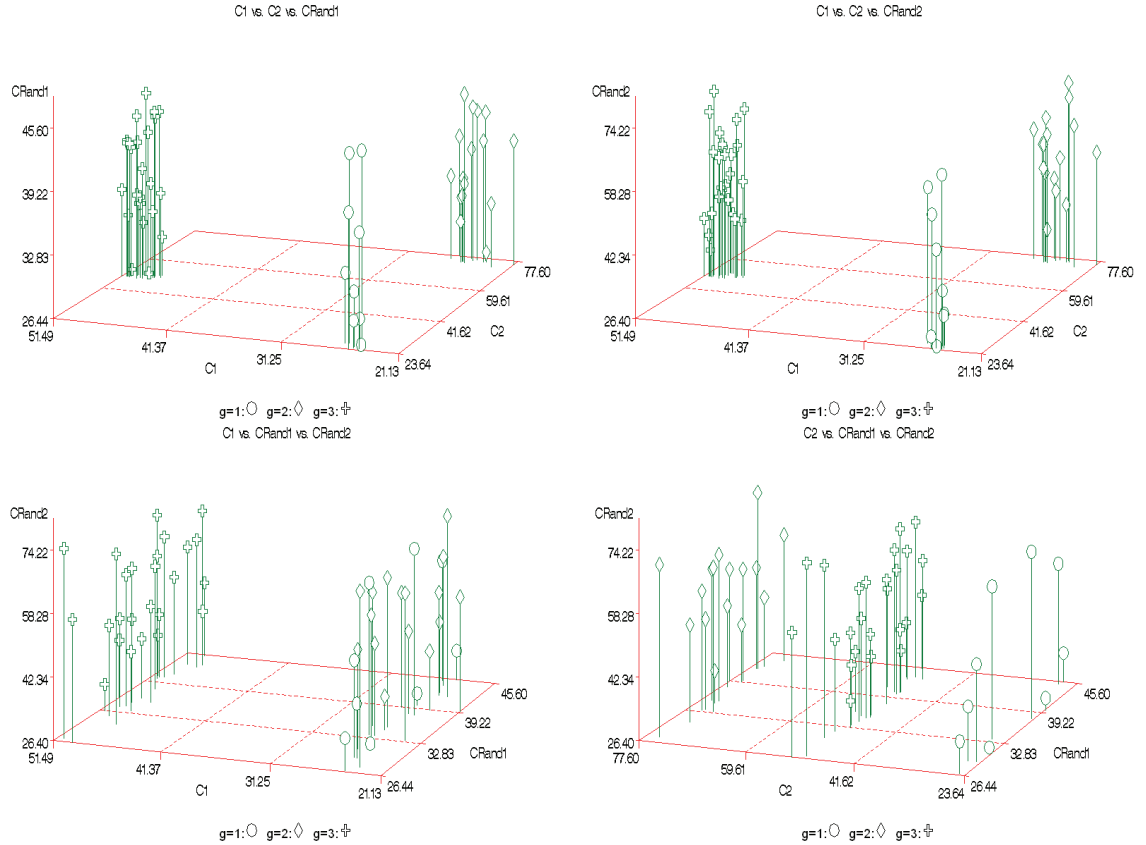 C1 vs. C2 vs. CRand1
CRand1
45.60
39.22
32.83
26.44
51.49
41.37
31.25
21.13
C1
23.64
41.62
59.61
77.60
C2
g=1: g=2: g=3:
C1 vs. C2 vs. CRand2
CRand2
74.22
58.28
42.34
26.40
51.49
41.37
31.25
21.13
C1
23.64
41.62
59.61
77.60
C2
g=1: g=2: g=3:
C1 vs. CRand1 vs. CRand2
CRand2
74.22
58.28
42.34
26.40
51.49
41.37
31.25
21.13
C1
26.44
32.83
39.22
45.60
CRand1
g=1: g=2: g=3:
C2 vs. CRand1 vs. CRand2
CRand2
74.22
58.28
42.34
26.40
77.60
59.61
41.62
23.64
C2
26.44
32.83
39.22
45.60
CRand1
g=1: g=2: g=3: